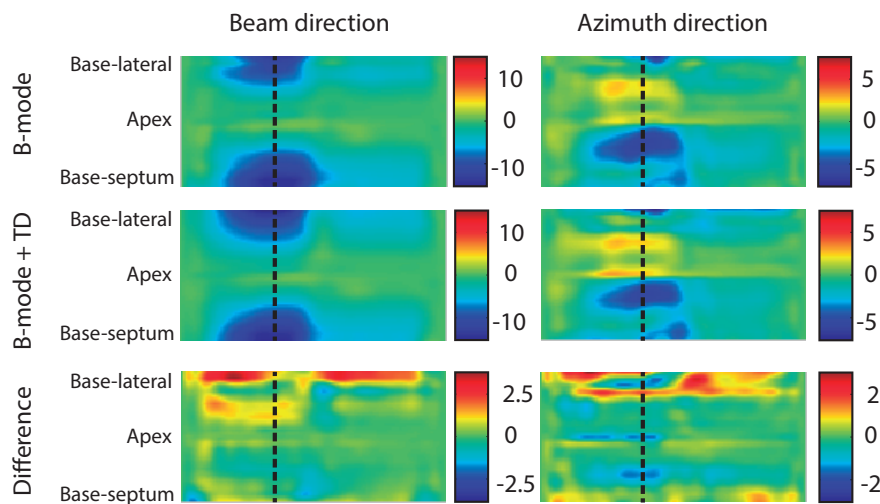 Beam direction
Azimuth direction
B-mode
Base-lateral
Apex
Base-septum
10
0
-10
5
0
-5
B-mode + TD
Base-lateral
Apex
Base-septum
10
0
-10
5
0
-5
Difference
Base-lateral
Apex
Base-septum
2.5
0
-2.5
2
0
-2